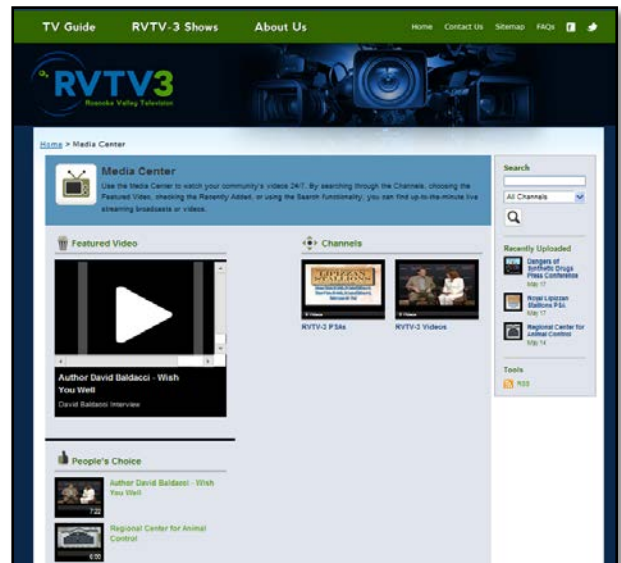 TV Guide RVTV-3 Shows About Us Home Contact Us Sitemap FAQs
RVTV3
Roanoke Valley Television
Home > Media Center
Media Center
Use the Media Center to watch your community's videos 24/7. By searching through the Channels, choosing the
Featured Video, checking the Recently Added, or using the Search functionality, you can find up-to-the-minute live
streaming broadcasts or videos.
Featured Video
Author David Baldacci - Wish
You Well
David Baldacci Interview
Channels
LIPIZZAN
STALLIONS
RVTV-3 PSAs
RVTV-3 Videos
People's Choice
Author David Baldacci - Wish
You Well
7:22
Regional Center for Animal
Control
6:00
Search
All Channels
Recently Uploaded
Dangers of
Synthetic Drugs
Press Conference
May 17
Royal Lipizzan
Stallions PSA
May 17
Regional Center for
Animal Control
May 14
Tools
RSS